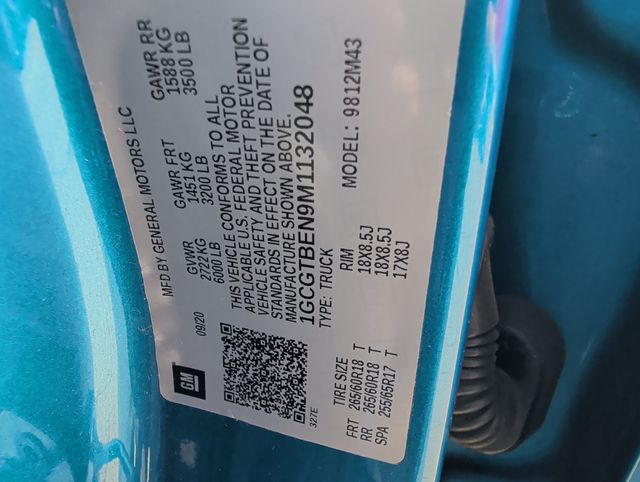 MFD BY GENERAL MOTORS LLC
GVWR GAWR FRT GAWR RR
2722 KG 1451 KG 1588 KG
6000 LB 3200 LB 3500 LB
09/20
THIS VEHICLE CONFORMS TO ALL
APPLICABLE U.S. FEDERAL MOTOR
VEHICLE SAFETY AND THEFT PREVENTION
STANDARDS IN EFFECT ON THE DATE OF
MANUFACTURE SHOWN ABOVE.
1GCGTBEN9M1132048
TYPE: TRUCK MODEL: 9812M43
GM
327E
TIRE SIZE RIM
FRT 265/60R18 T 18X8.5J
RR 265/60R18 T 18X8.5J
SPA 255/65R17 T 17X8J